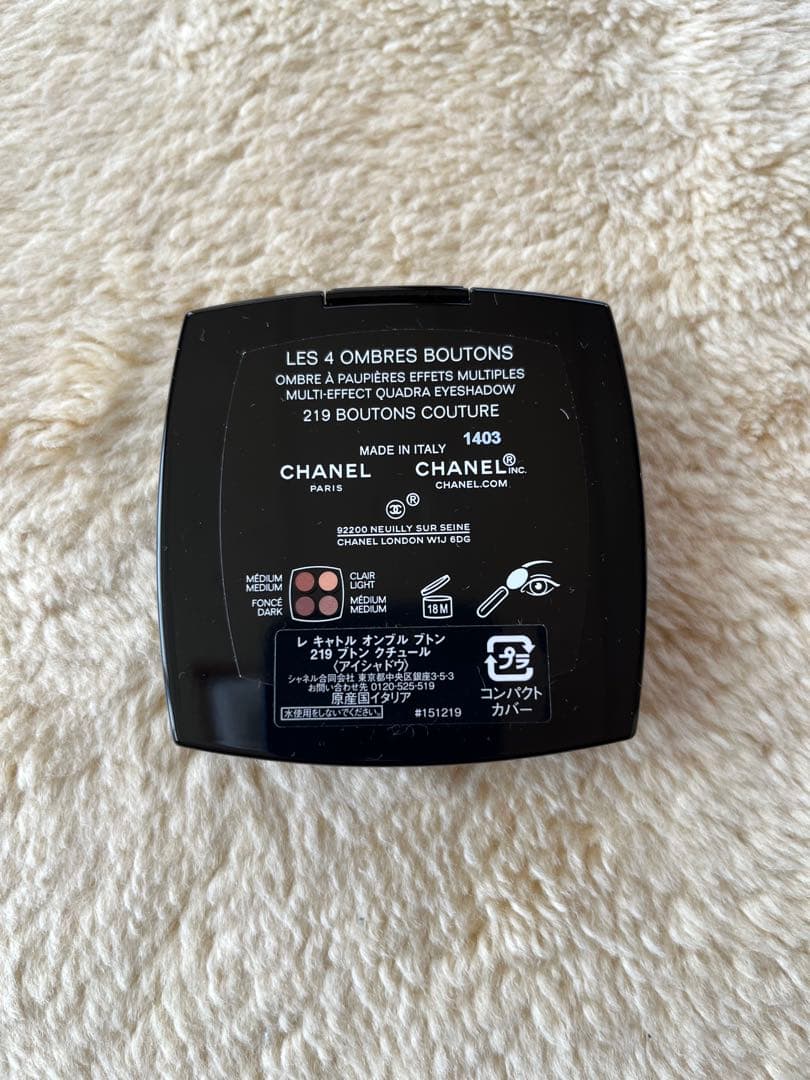 LES 4 OMBRES BOUTONS
OMBRE À PAUPIÈRES EFFETS MULTIPLES
MULTI-EFFECT QUADRA EYESHADOW
219 BOUTONS COUTURE
MADE IN ITALY 1403
CHANEL
PARIS
CHANEL® INC.
CHANEL.COM
®
92200 NEUILLY SUR SEINE
CHANEL LONDON W1J 6DG
MÉDIUM
MEDIUM
CLAIR
LIGHT
FONCÉ
DARK
MÉDIUM
MEDIUM
18 M
レ キャトル オンブル ブトン
219 ブトン クチュール
〈アイシャドウ〉
シャネル合同会社 東京都中央区銀座3-5-3
お問い合わせ先 0120-525-519
原産国イタリア
水使用をしないでください。
#151219
プラ
コンパクト
カバー